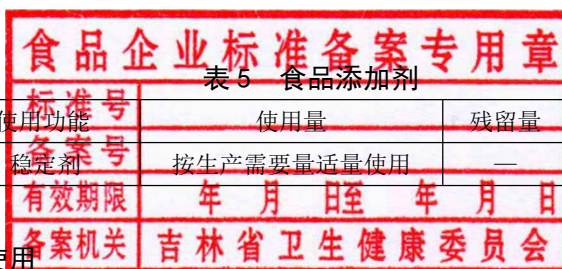 食品企业标准备案专用章
表 5 食品添加剂
标准号
使用功能 使用量 残留量
备案号
稳定剂 按生产需要量适量使用 —
有效期限 年 月 日至 年 月 日
备案机关 吉林省卫生健康委员会
使用